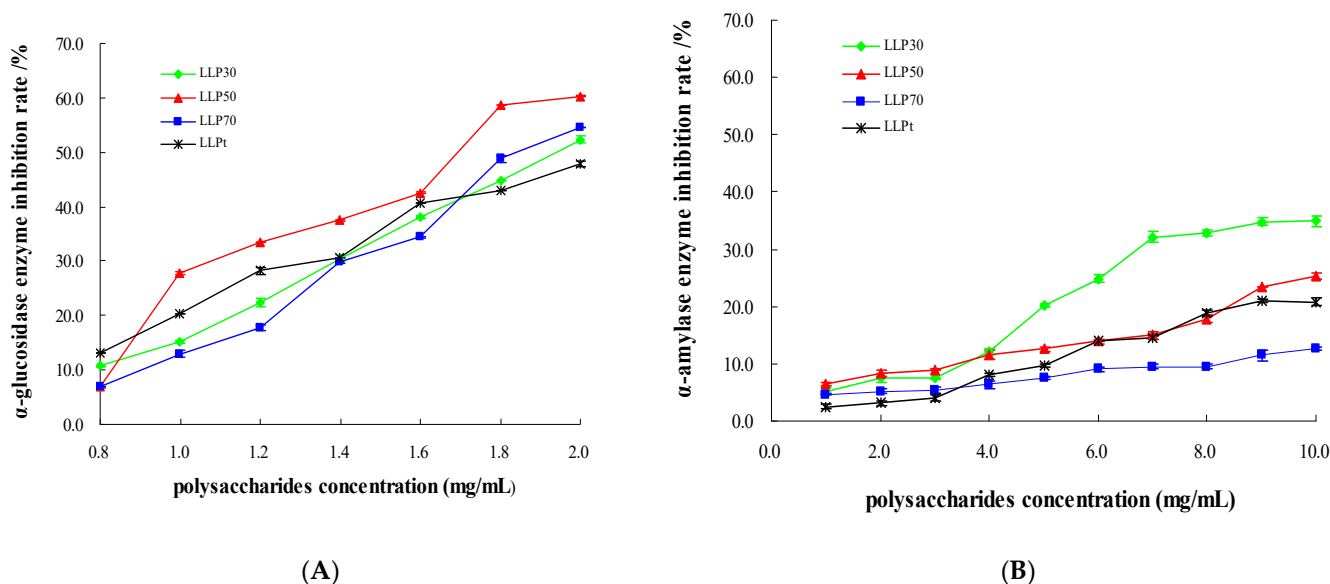 α-glucosidase enzyme inhibition rate /%
70.0
60.0
50.0
40.0
30.0
20.0
10.0
0.0
LLP30
LLP50
LLP70
LLPt
0.8 1.0 1.2 1.4 1.6 1.8 2.0
polysaccharides concentration (mg/mL)
(A)
α-amylase enzyme inhibition rate /%
70.0
60.0
50.0
40.0
30.0
20.0
10.0
0.0
LLP30
LLP50
LLP70
LLPt
0.0 2.0 4.0 6.0 8.0 10.0
polysaccharides concentration (mg/mL)
(B)